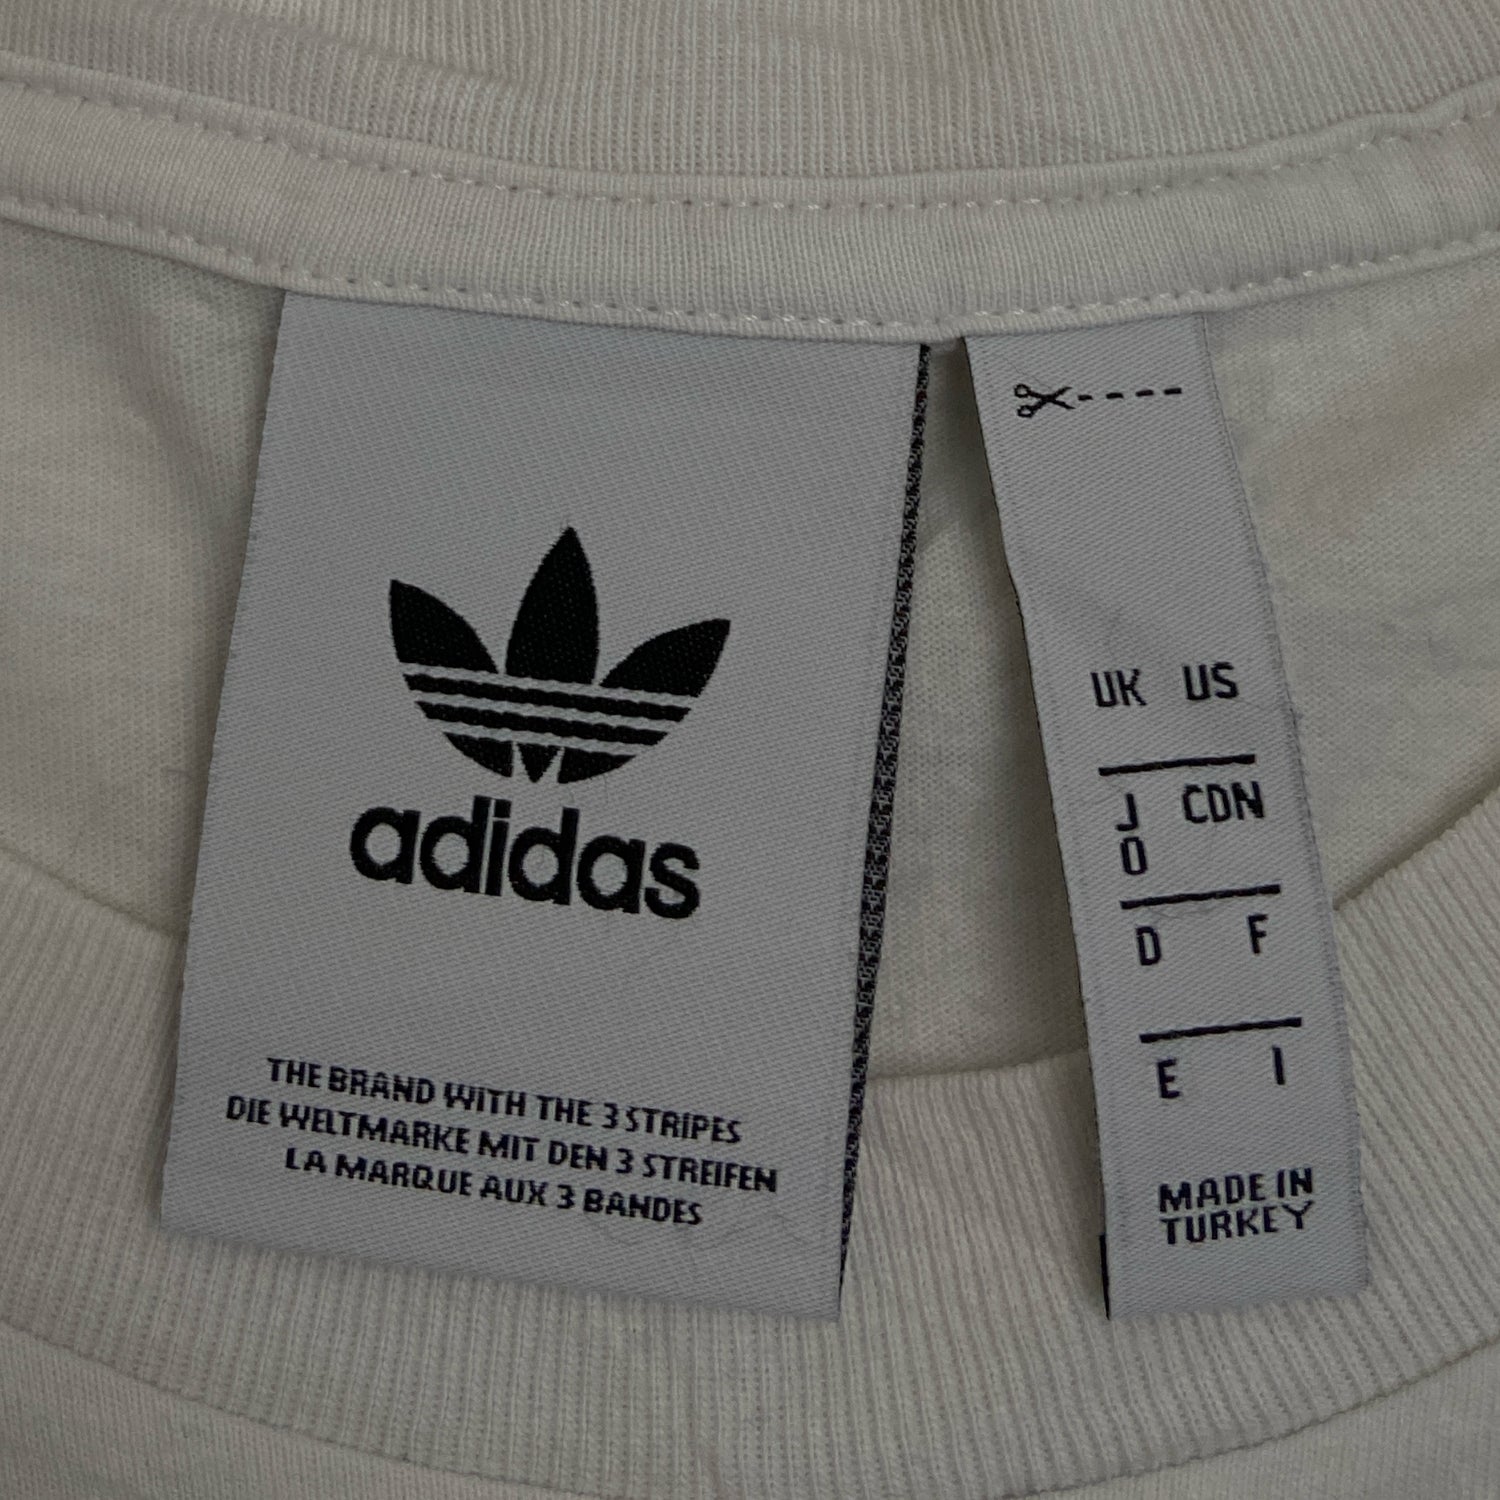 adidas
THE BRAND WITH THE 3 STRIPES
DIE WELTMARKE MIT DEN 3 STREIFEN
LA MARQUE AUX 3 BANDES
UK US
J CDN
O
D F
E I
MADE IN
TURKEY